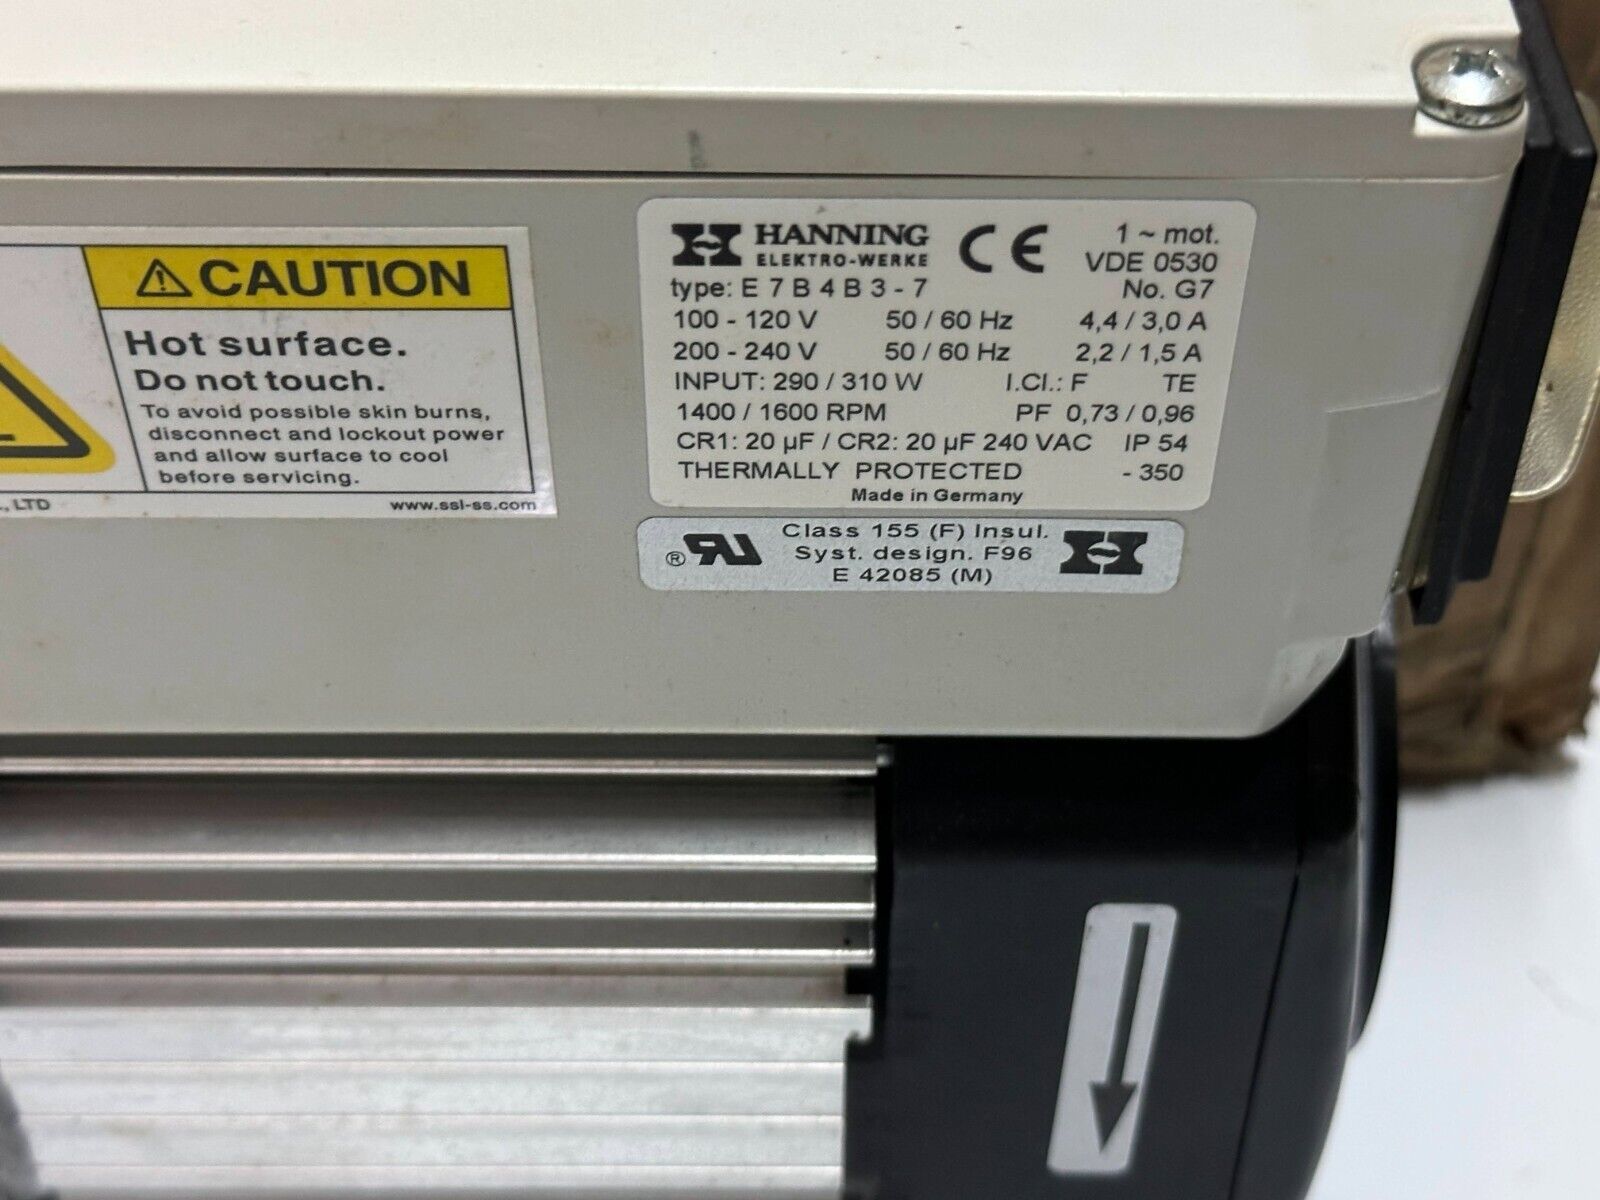 CAUTION
Hot surface.
Do not touch.
To avoid possible skin burns,
disconnect and lockout power
and allow surface to cool
before servicing.
., LTD www.ssl-ss.com
HANNING CE 1 ~ mot.
ELEKTRO-WERKE VDE 0530
type: E 7 B 4 B 3 - 7 No. G7
100 - 120 V 50 / 60 Hz 4,4 / 3,0 A
200 - 240 V 50 / 60 Hz 2,2 / 1,5 A
INPUT: 290 / 310 W I.Cl.: F TE
1400 / 1600 RPM PF 0,73 / 0,96
CR1: 20 µF / CR2: 20 µF 240 VAC IP 54
THERMALLY PROTECTED - 350
Made in Germany
Class 155 (F) Insul.
® RU Syst. design. F96
E 42085 (M)